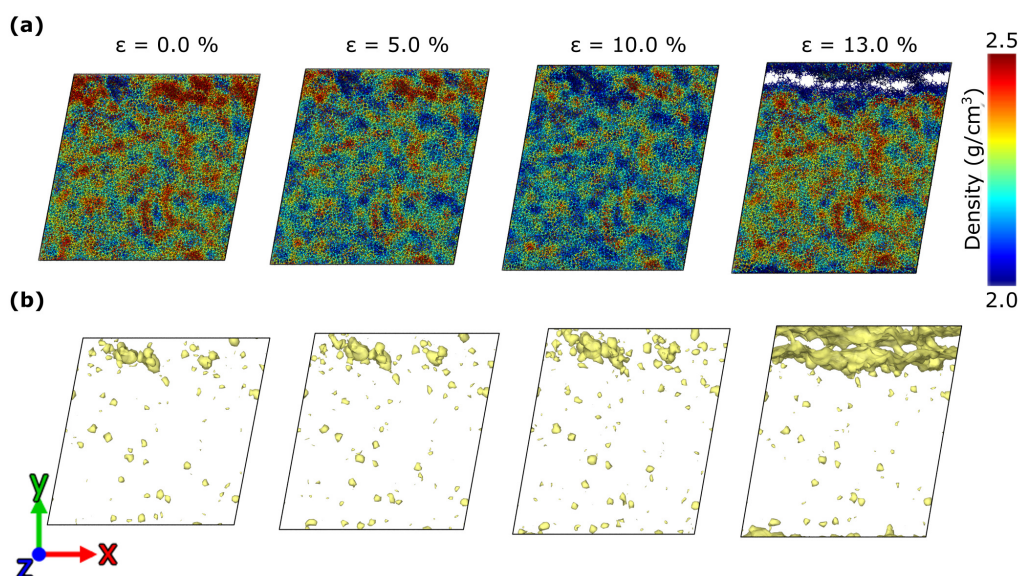 (a)
ε = 0.0 % ε = 5.0 % ε = 10.0 % ε = 13.0 %
2.5
Density (g/cm³)
2.0
(b)
y
x
z